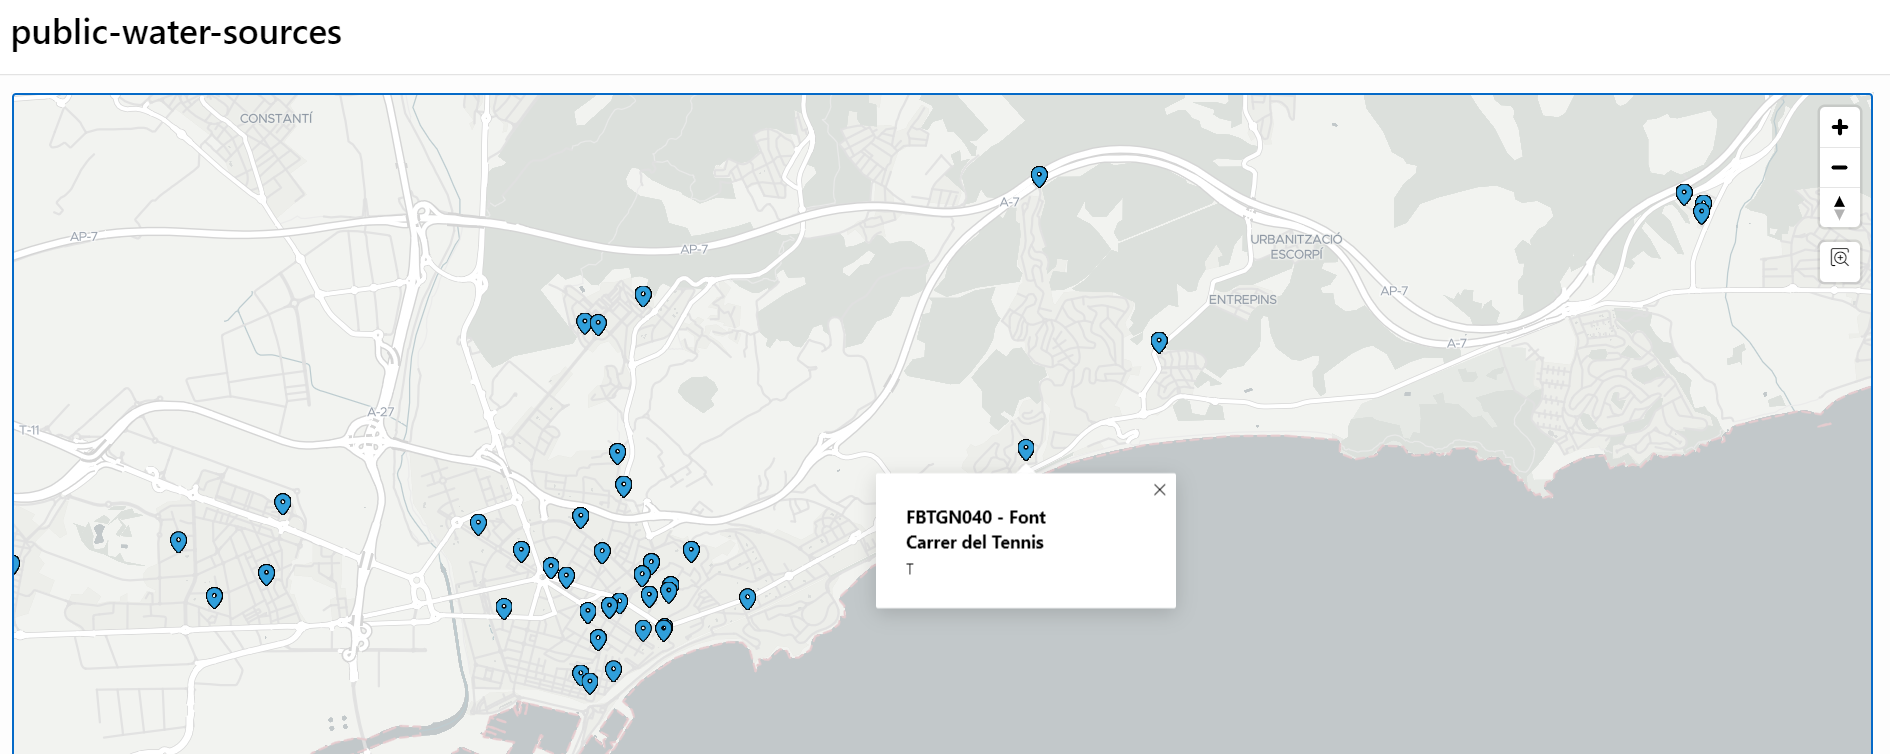 public-water-sources
CONSTANTÍ
A-7
AP-7
AP-7
URBANITZACIÓ
ESCORPÍ
AP-7
ENTREPINS
A-7
A-27
T-11
FBTGN040 - Font
Carrer del Tennis
T